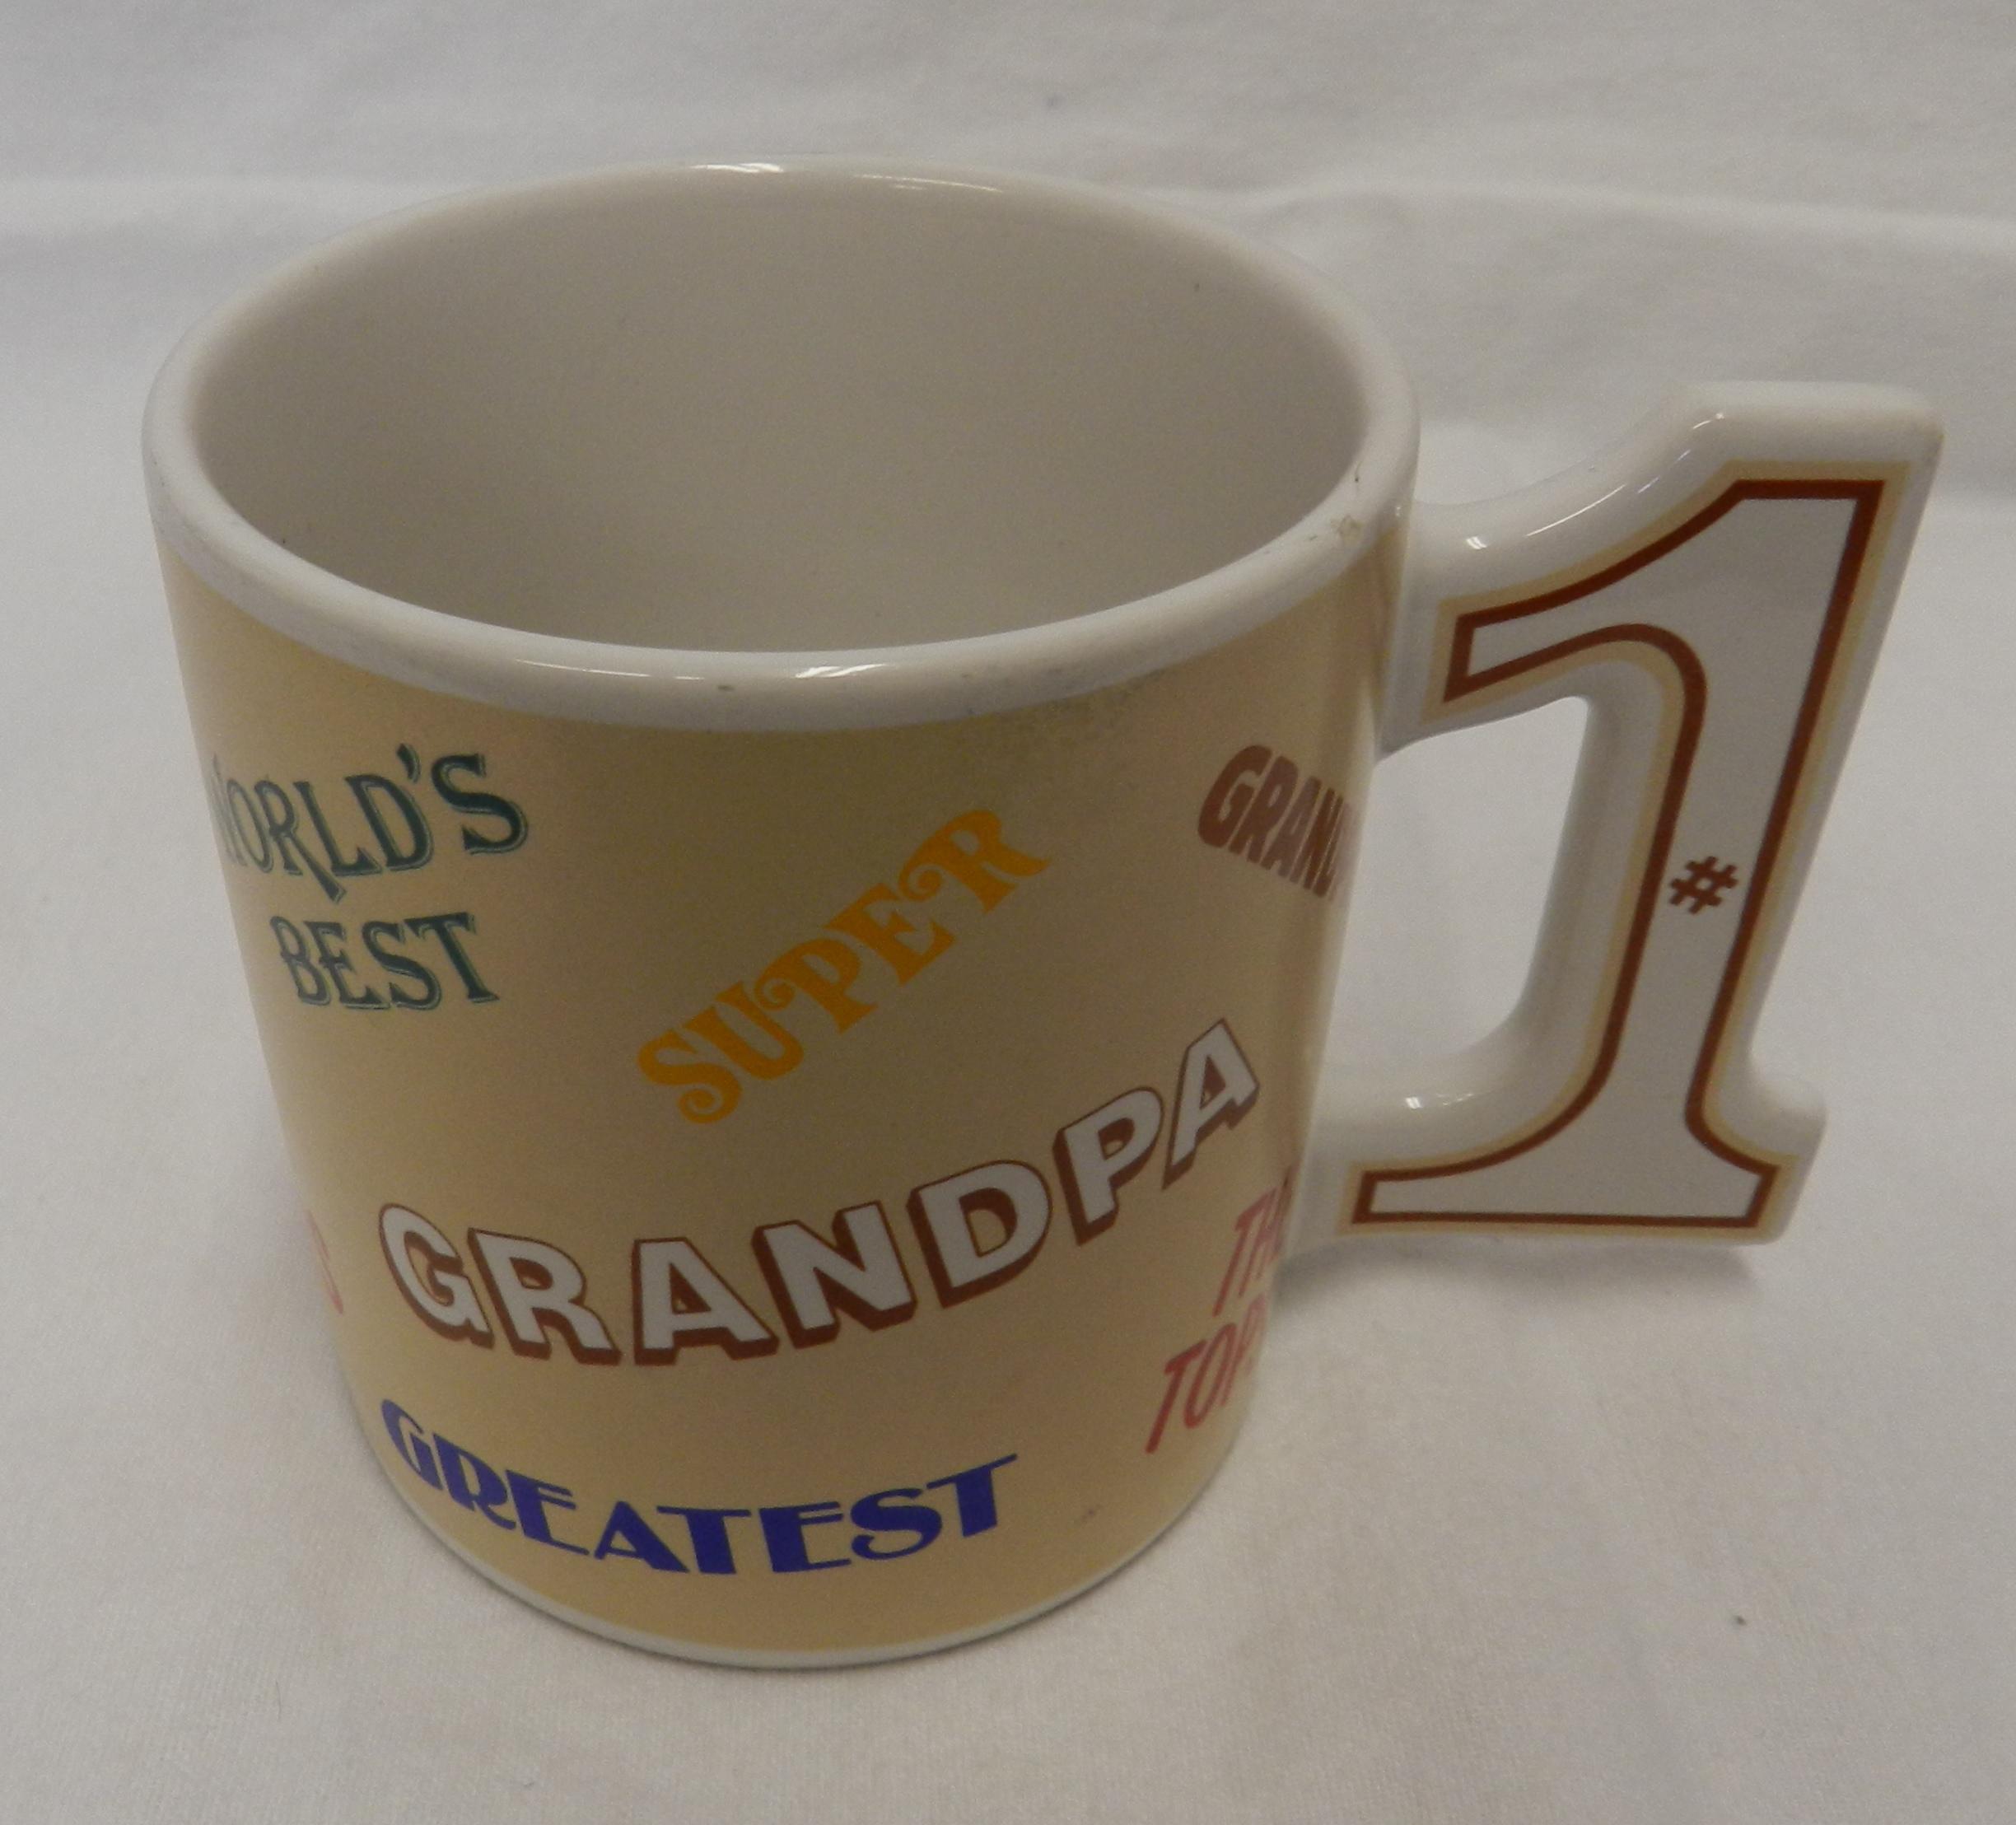 WORLD'S
BEST
SUPER
GRANDPA
GREATEST
#
1